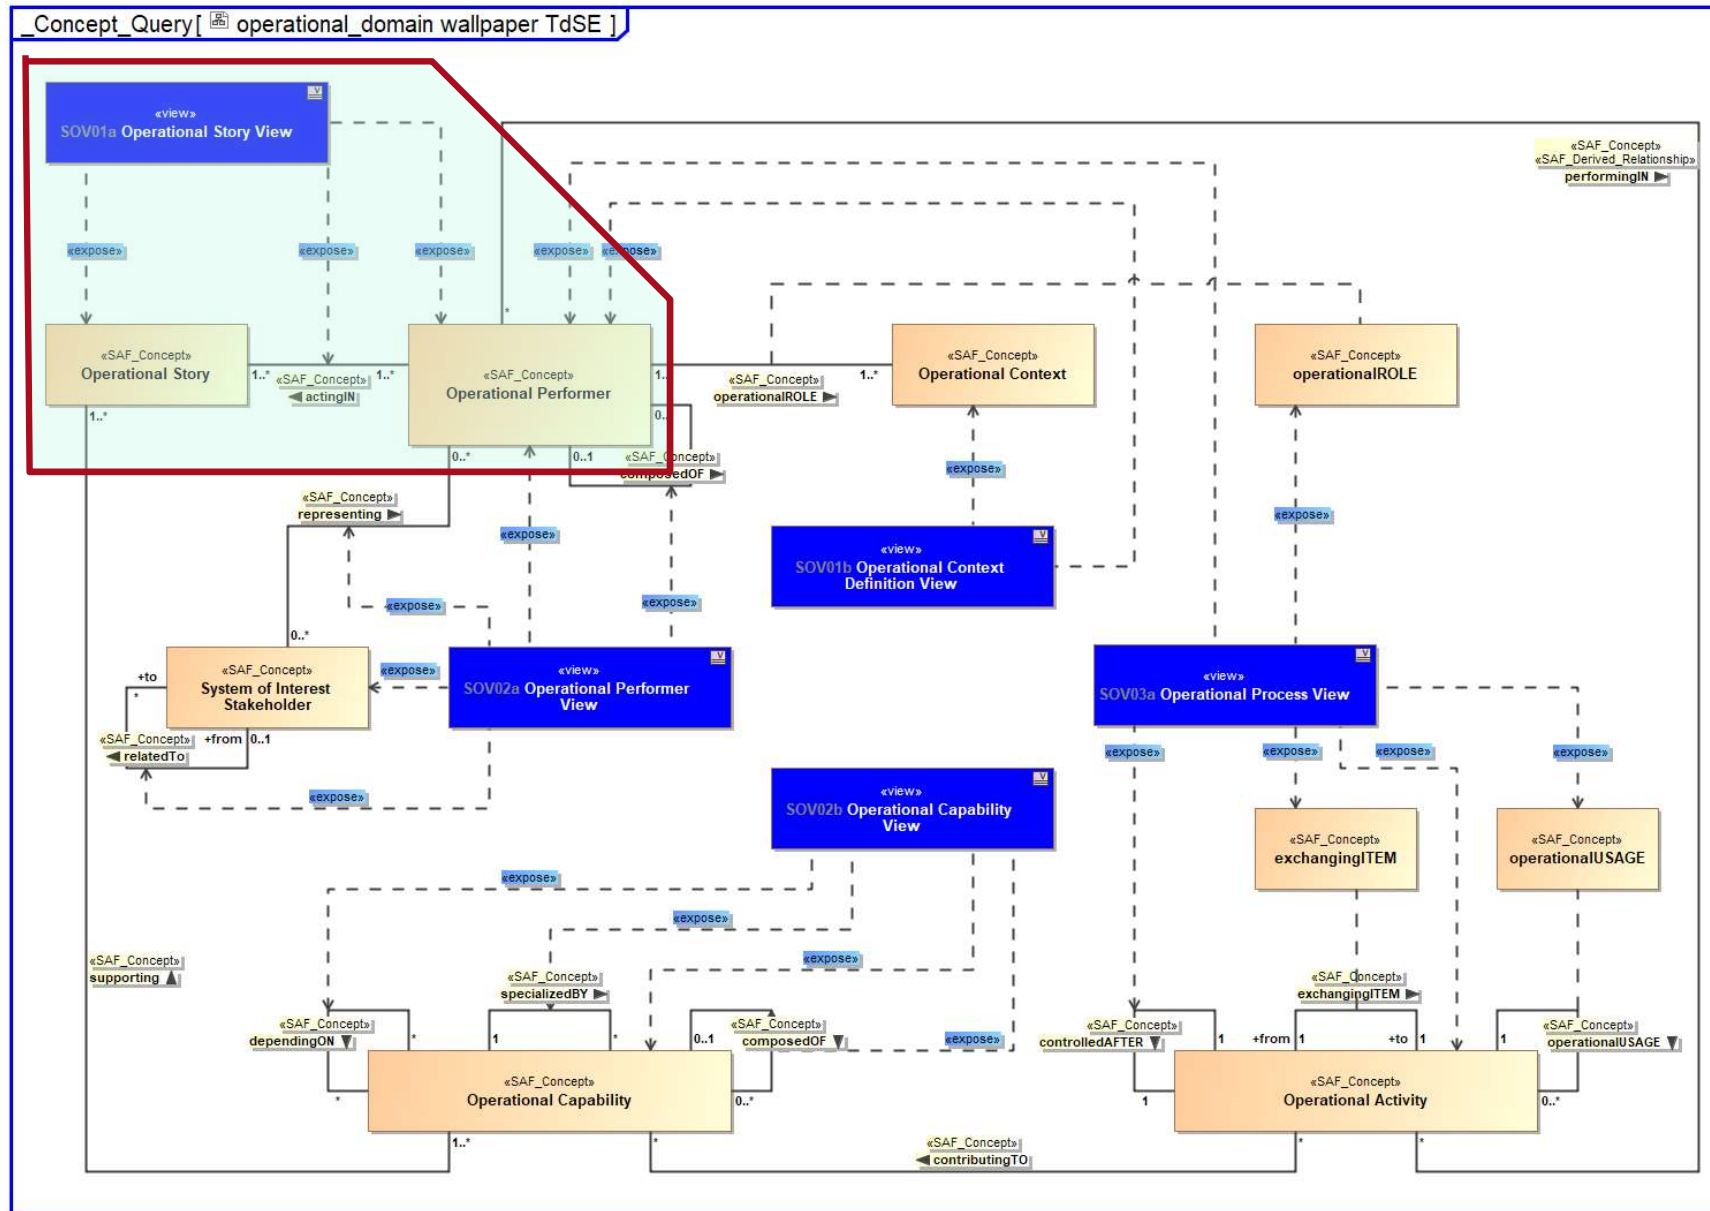 _Concept_Query[ operational_domain wallpaper TdSE ]
«view»
SOV01a Operational Story View
«SAF_Concept»
«SAF_Derived_Relationship»
performingIN
«expose»
«expose»
«expose»
«expose»
«expose»
*
«SAF_Concept»
Operational Story
1..*
«SAF_Concept»
actingIN
1..*
«SAF_Concept»
Operational Performer
«SAF_Concept»
operationalROLE
1..*
«SAF_Concept»
Operational Context
«SAF_Concept»
operationalROLE
1..*
0..*
0..1
«SAF_Concept»
composedOF
«SAF_Concept»
representing
«expose»
«expose»
«expose»
«view»
SOV01b Operational Context
Definition View
«expose»
«expose»
0..*
+to
*
«SAF_Concept»
System of Interest
Stakeholder
«expose»
«view»
SOV02a Operational Performer
View
«view»
SOV03a Operational Process View
«SAF_Concept»
relatedTo
+from 0..1
«expose»
«expose»
«expose»
«expose»
«expose»
«view»
SOV02b Operational Capability
View
«SAF_Concept»
exchangingITEM
«SAF_Concept»
operationalUSAGE
«expose»
«expose»
«expose»
«SAF_Concept»
supporting
«SAF_Concept»
specializedBY
«SAF_Concept»
exchangingITEM
«SAF_Concept»
dependingON
*
1
*
0..1
«SAF_Concept»
composedOF
«expose»
«SAF_Concept»
controlledAFTER
1
+from 1
+to 1
1
«SAF_Concept»
operationalUSAGE
*
«SAF_Concept»
Operational Capability
0..*
1
«SAF_Concept»
Operational Activity
0..*
1..*
*
«SAF_Concept»
contributingTO
*
*